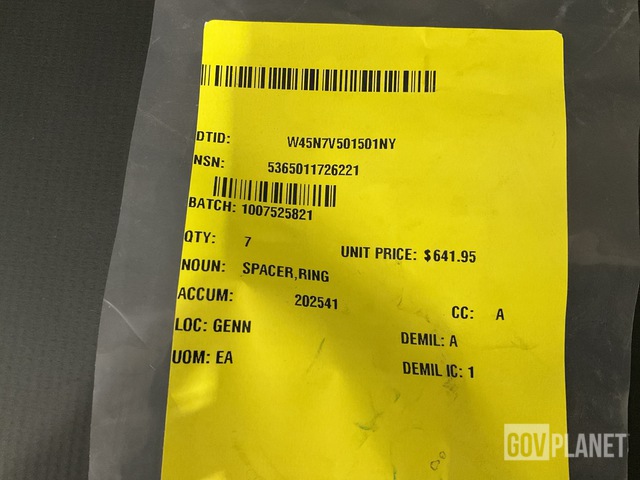 DTID: W45N7V501501NY
NSN: 5365011726221
BATCH: 1007525821
QTY: 7 UNIT PRICE: $641.95
NOUN: SPACER,RING
ACCUM: 202541 CC: A
LOC: GENN DEMIL: A
UOM: EA DEMIL IC: 1
GOVPLANET